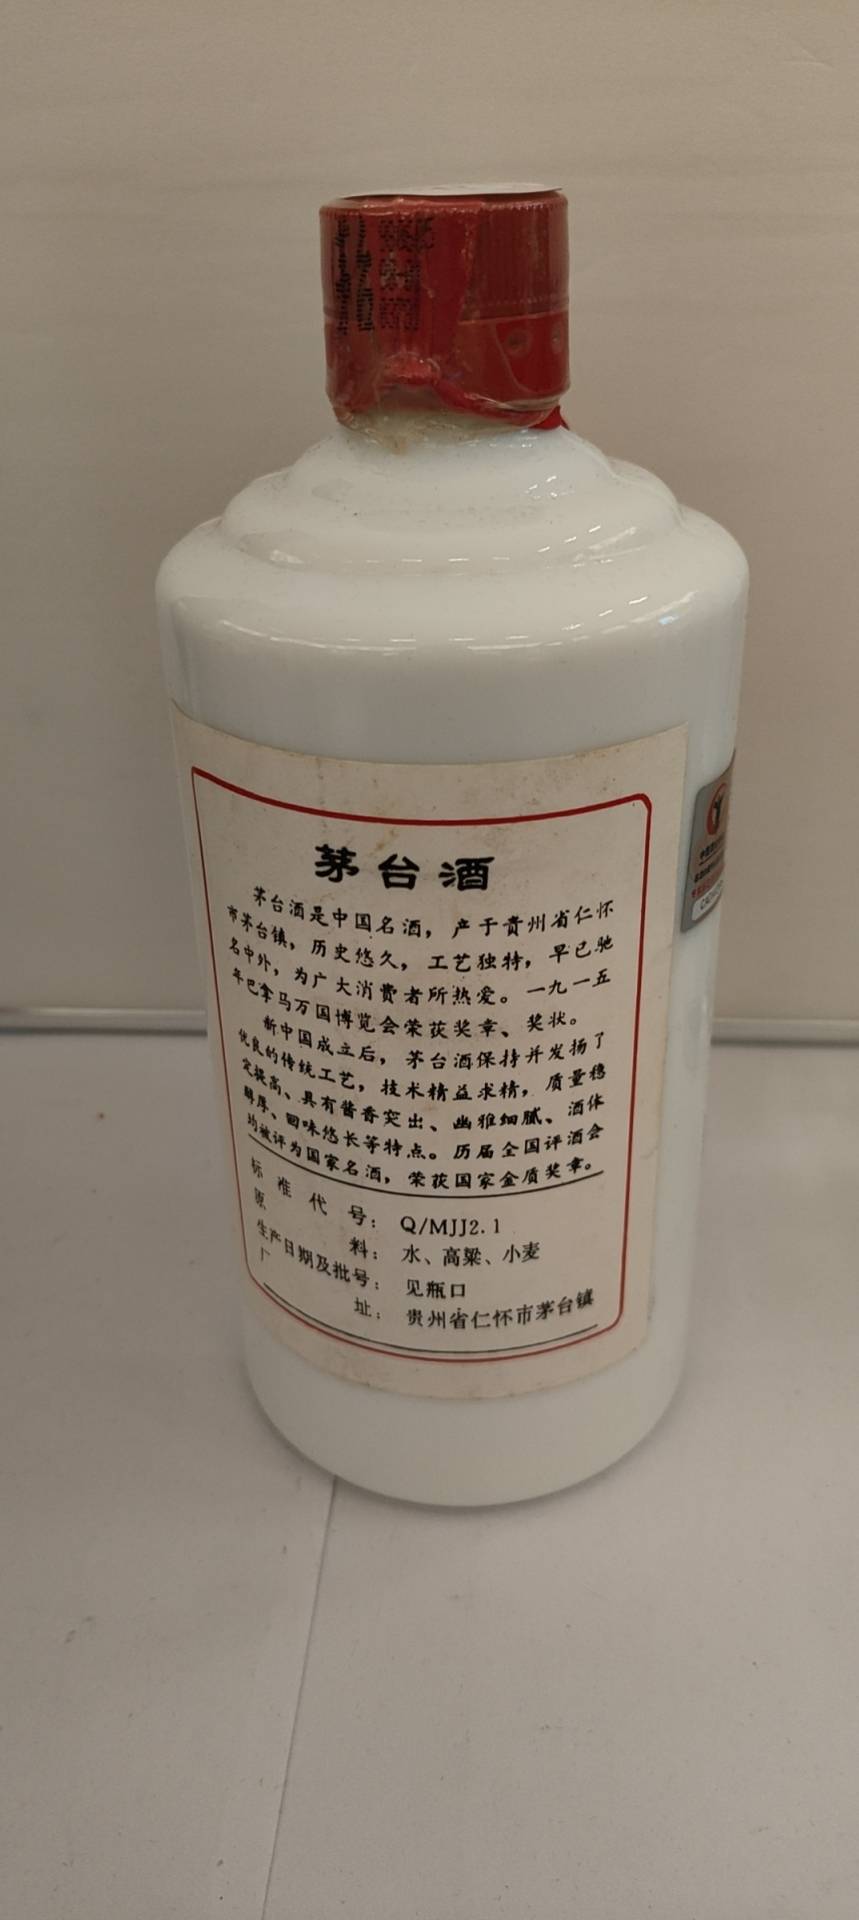 茅台酒
茅台酒是中国名酒，产于贵州省仁怀
市茅台镇，历史悠久，工艺独特，早已驰
名中外，为广大消费者所热爱。一九一五
年巴拿马万国博览会荣获奖章、奖状。
新中国成立后，茅台酒保持并发扬了
优良的传统工艺，技术精益求精，质量稳
定提高、具有酱香突出、幽雅细腻、酒体
醇厚、回味悠长等特点。历届全国评酒会
均被评为国家名酒，荣获国家金质奖章。
标准代号：Q/MJJ2.1
原料：水、高粱、小麦
生产日期及批号：见瓶口
厂址：贵州省仁怀市茅台镇